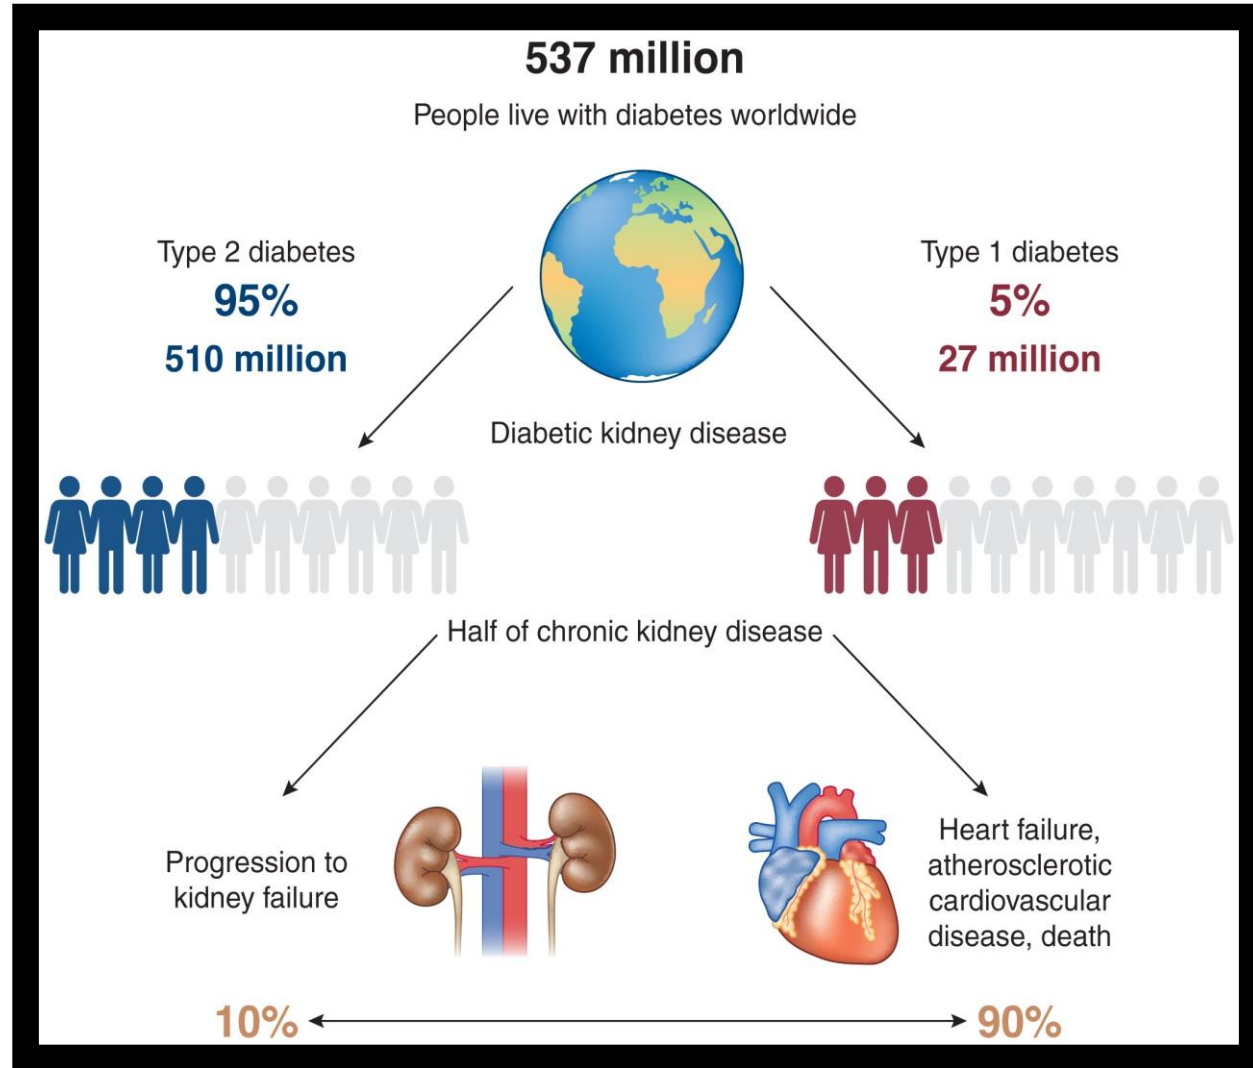 537 million
People live with diabetes worldwide
Type 2 diabetes
95%
510 million
Type 1 diabetes
5%
27 million
Diabetic kidney disease
Half of chronic kidney disease
Progression to
kidney failure
Heart failure,
atherosclerotic
cardiovascular
disease, death
10%
90%